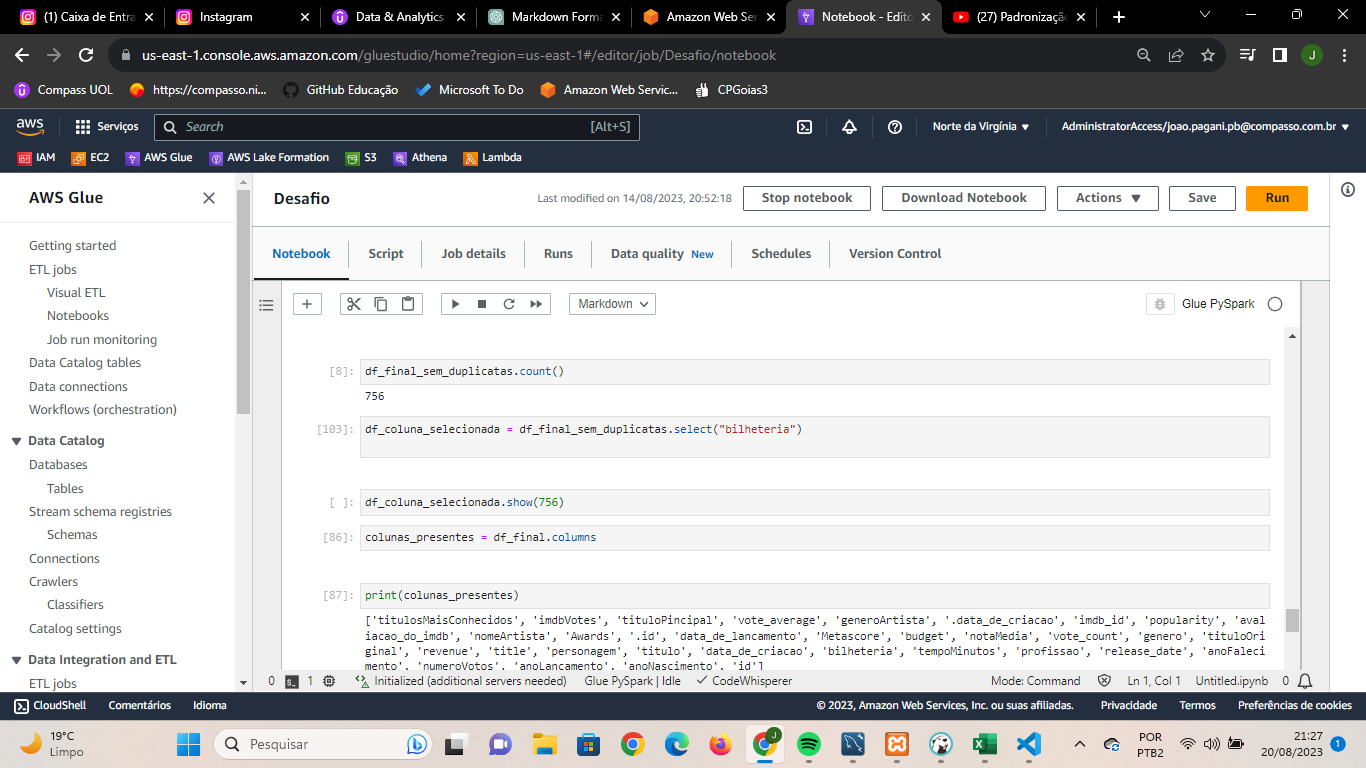 (1) Caixa de Entra
Instagram
Data & Analytics
Markdown Forma
Amazon Web Ser
Notebook - Edito
(27) Padronizaçã
us-east-1.console.aws.amazon.com/gluestudio/home?region=us-east-1#/editor/job/Desafio/notebook
J
Compass UOL
https://compasso.ni...
GitHub Educação
Microsoft To Do
Amazon Web Servic...
CPGoias3
aws
Serviços
Search
[Alt+S]
Norte da Virgínia
AdministratorAccess/joao.pagani.pb@compasso.com.br
IAM
EC2
AWS Glue
AWS Lake Formation
S3
Athena
Lambda
AWS Glue
Getting started
ETL jobs
Visual ETL
Notebooks
Job run monitoring
Data Catalog tables
Data connections
Workflows (orchestration)
Data Catalog
Databases
Tables
Stream schema registries
Schemas
Connections
Crawlers
Classifiers
Catalog settings
Data Integration and ETL
ETL jobs
Desafio
Last modified on 14/08/2023, 20:52:18
Stop notebook
Download Notebook
Actions
Save
Run
Notebook
Script
Job details
Runs
Data quality New
Schedules
Version Control
Markdown
Glue PySpark
[8]: df_final_sem_duplicatas.count()
756
[103]: df_coluna_selecionada = df_final_sem_duplicatas.select("bilheteria")
[ ]: df_coluna_selecionada.show(756)
[86]: colunas_presentes = df_final.columns
[87]: print(colunas_presentes)
['titulosMaisConhecidos', 'imdbVotes', 'tituloPincipal', 'vote_average', 'generoArtista', '.data_de_criacao', 'imdb_id', 'popularity', 'aval
iacao_do_imdb', 'nomeArtista', 'Awards', '.id', 'data_de_lancamento', 'Metascore', 'budget', 'notaMedia', 'vote_count', 'genero', 'tituloOri
ginal', 'revenue', 'title', 'personagem', 'titulo', 'data_de_criacao', 'bilheteria', 'tempoMinutos', 'profissao', 'release_date', 'anoFaleci
mento', 'numeroVotos', 'anoLancamento', 'anoNascimento', 'id']
0
1
Initialized (additional servers needed)
Glue PySpark | Idle
CodeWhisperer
Mode: Command
Ln 1, Col 1
Untitled.ipynb
0
CloudShell
Comentários
Idioma
© 2023, Amazon Web Services, Inc. ou suas afiliadas.
Privacidade
Termos
Preferências de cookies
19°C
Limpo
Pesquisar
J
POR
PTB2
21:27
20/08/2023
1